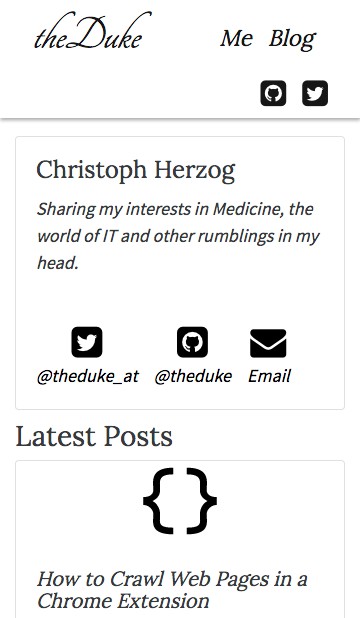 theDuke
Me Blog
Christoph Herzog
Sharing my interests in Medicine, the
world of IT and other rumblings in my
head.
@theduke_at @theduke Email
Latest Posts
{}
How to Crawl Web Pages in a
Chrome Extension